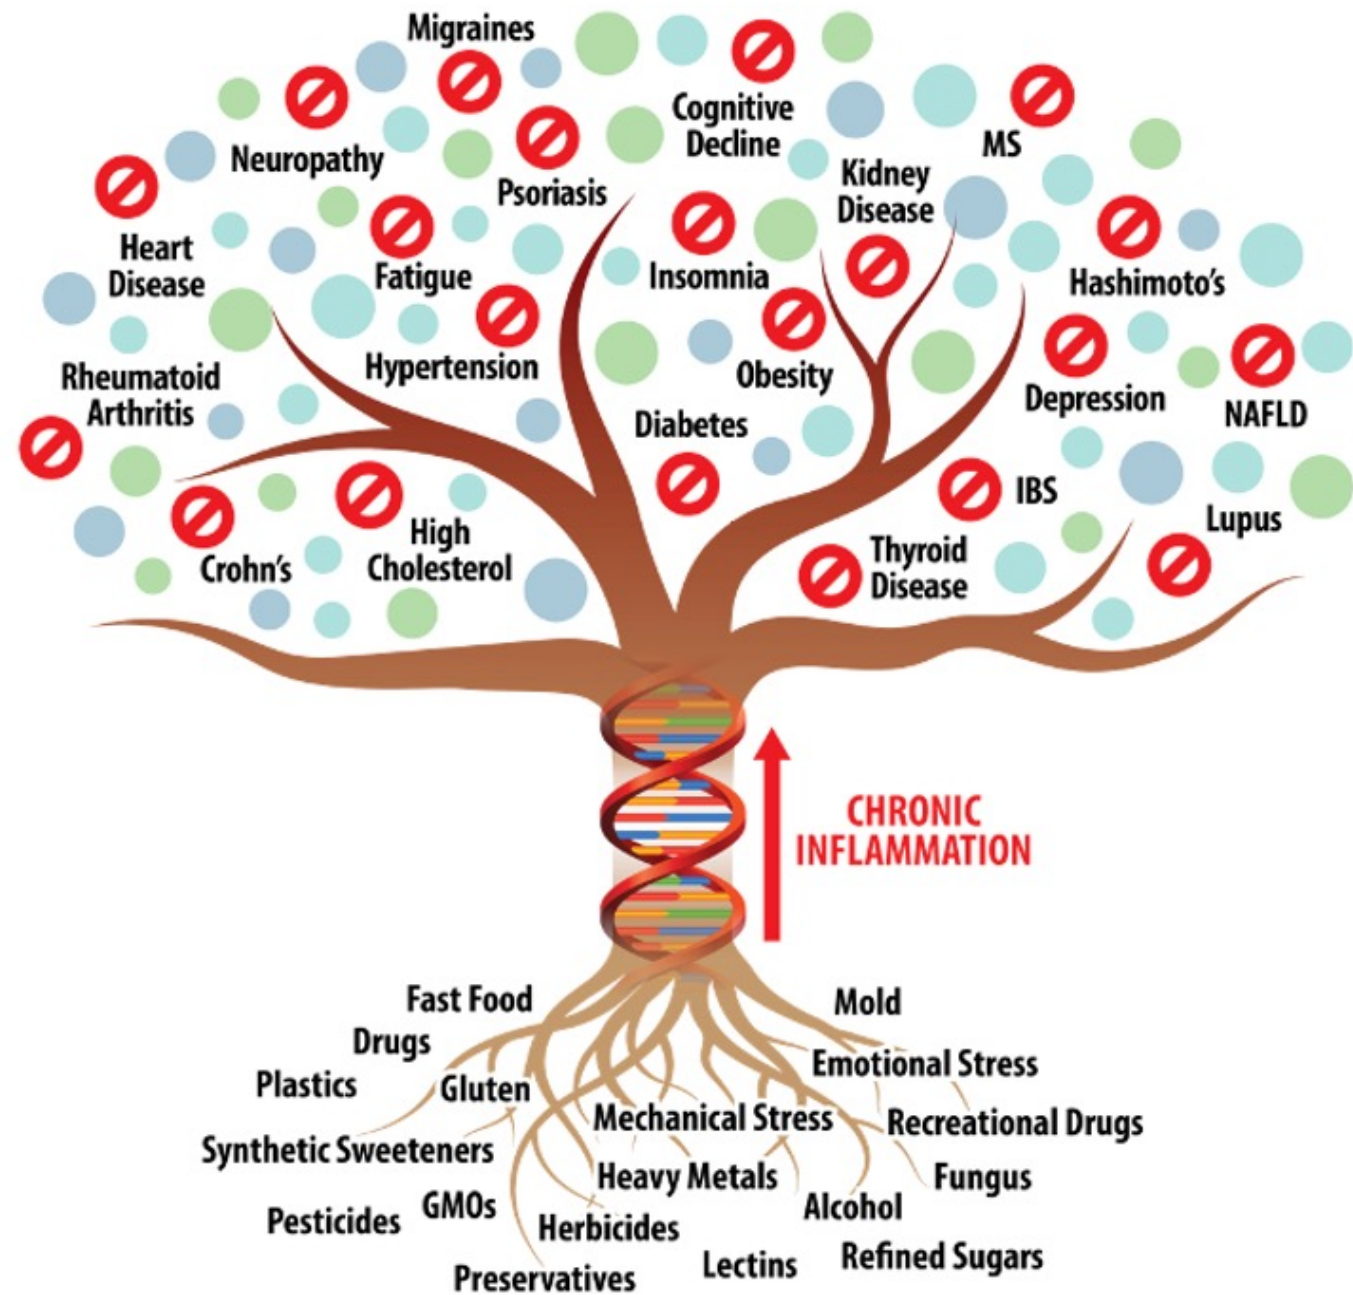 Migraines
Cognitive
Decline
MS
Neuropathy
Psoriasis
Kidney
Disease
Heart
Disease
Fatigue
Insomnia
Hashimoto's
Hypertension
Obesity
Rheumatoid
Arthritis
Depression
NAFLD
Diabetes
IBS
Lupus
High
Cholesterol
Crohn's
Thyroid
Disease
CHRONIC
INFLAMMATION
Fast Food
Mold
Drugs
Emotional Stress
Plastics
Gluten
Mechanical Stress
Recreational Drugs
Synthetic Sweeteners
Heavy Metals
Fungus
GMOs
Alcohol
Pesticides
Herbicides
Lectins
Refined Sugars
Preservatives